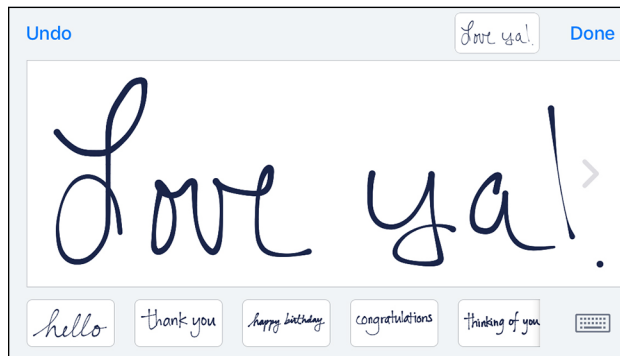 Undo Love ya! Done
Love ya!
hello thank you happy birthday congratulations thinking of you